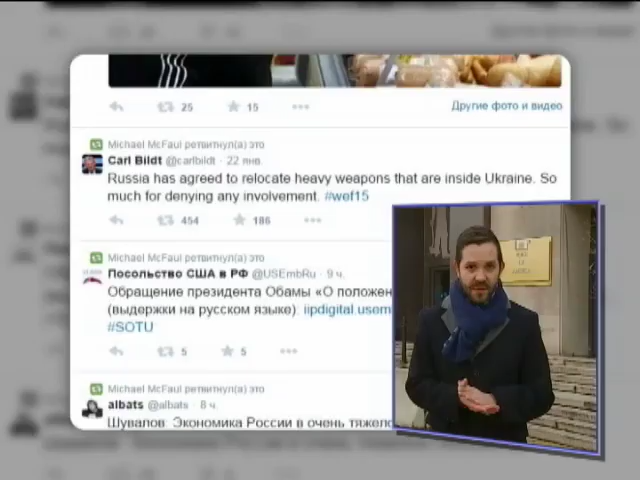 25
15
Другие фото и видео
Michael McFaul ретвитнул(а) это
Carl Bildt @carlbildt · 22 янв.
Russia has agreed to relocate heavy weapons that are inside Ukraine. So
much for denying any involvement. #wef15
454
186
Michael McFaul ретвитнул(а) это
Посольство США в РФ @USEmbRu · 9 ч.
Обращение президента Обамы «О положен
(выдержки на русском языке): iipdigital.usem
#SOTU
5
5
Michael McFaul ретвитнул(а) это
albats @albats · 8 ч.
Шувалов Экономика России в очень тяжело